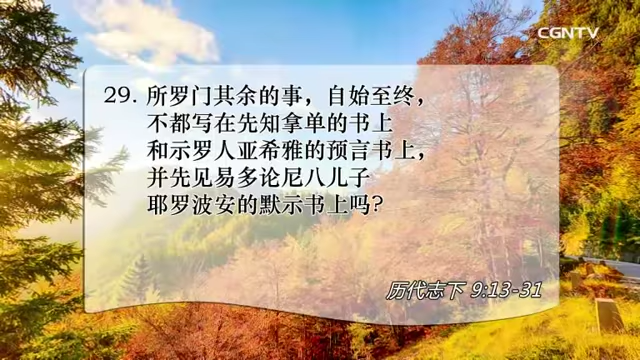 CGNTV
29. 所罗门其余的事，自始至终，
不都写在先知拿单的书上
和示罗人亚希雅的预言书上，
并先见易多论尼八儿子
耶罗波安的默示书上吗？
历代志下 9:13-31